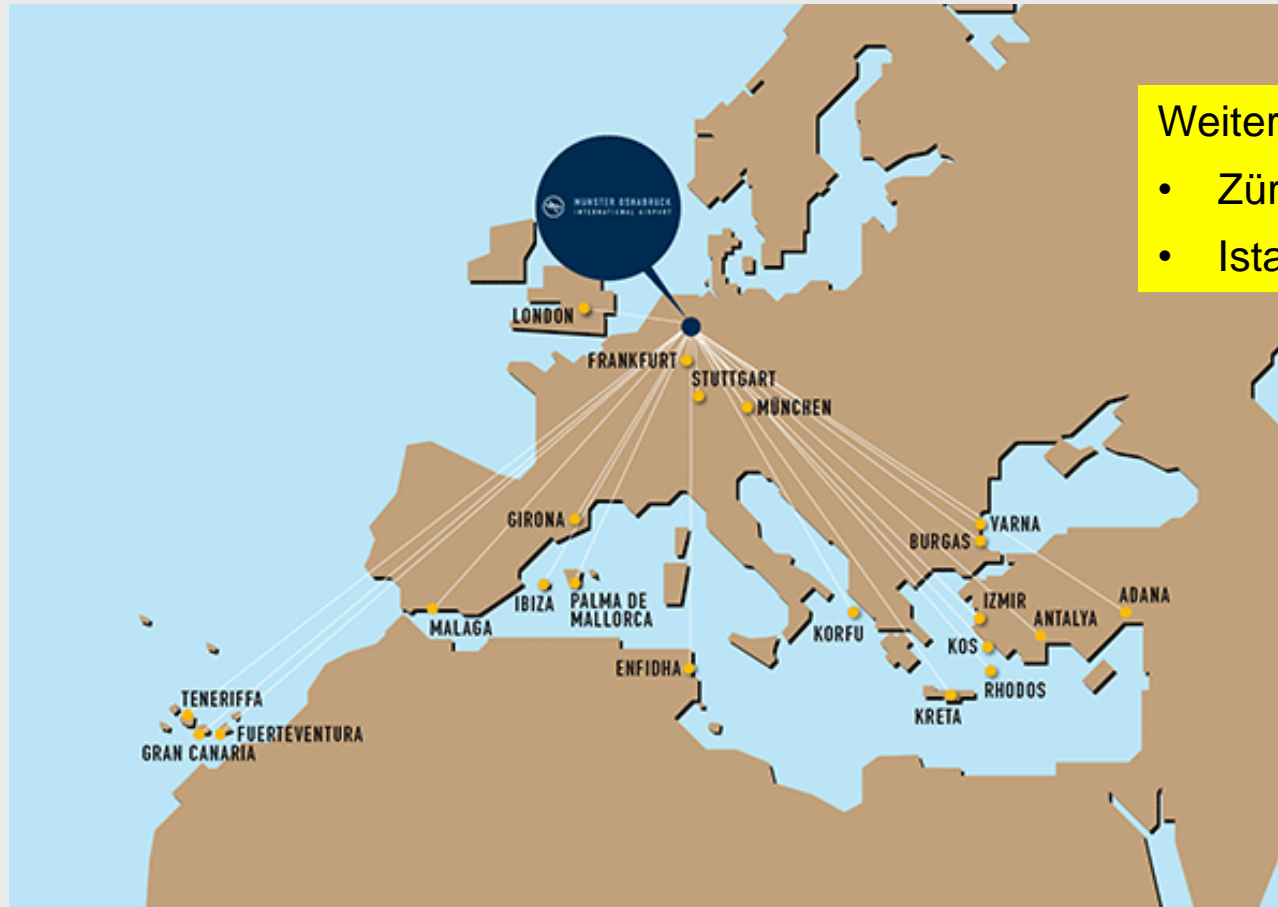 Weiter
• Zür
• Ista
MÜNSTER OSNABRÜCK
INTERNATIONAL AIRPORT
LONDON
FRANKFURT
STUTTGART
MÜNCHEN
GIRONA
VARNA
BURGAS
IBIZA
PALMA DE
MALLORCA
MALAGA
KORFU
IZMIR
ADANA
ANTALYA
KOS
ENFIDHA
RHODOS
KRETA
TENERIFFA
FUERTEVENTURA
GRAN CANARIA